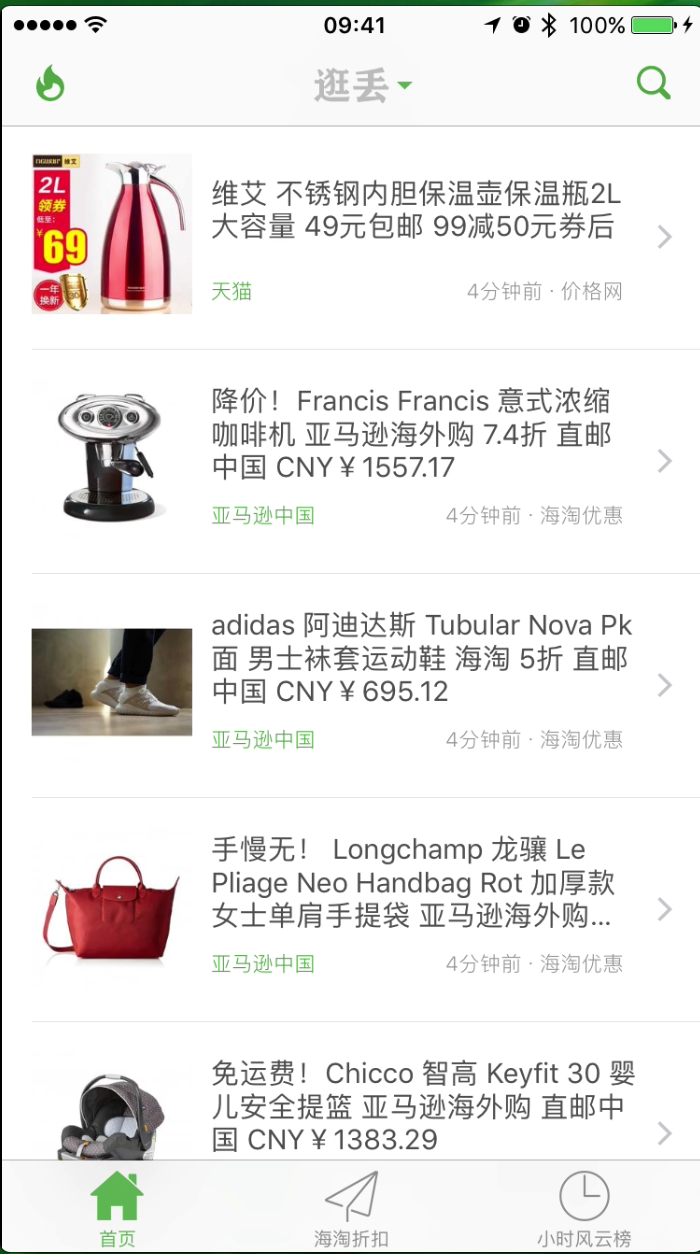 09:41
100%
逛丢
维艾
2L
领券
低至：
¥69
一年
换新
维艾 不锈钢内胆保温壶保温瓶2L
大容量 49元包邮 99减50元券后
天猫
4分钟前 · 价格网
降价！Francis Francis 意式浓缩
咖啡机 亚马逊海外购 7.4折 直邮
中国 CNY￥1557.17
亚马逊中国
4分钟前 · 海淘优惠
adidas 阿迪达斯 Tubular Nova Pk
面 男士袜套运动鞋 海淘 5折 直邮
中国 CNY￥695.12
亚马逊中国
4分钟前 · 海淘优惠
手慢无！ Longchamp 龙骧 Le
Pliage Neo Handbag Rot 加厚款
女士单肩手提袋 亚马逊海外购...
亚马逊中国
4分钟前 · 海淘优惠
免运费！Chicco 智高 Keyfit 30 婴
儿安全提篮 亚马逊海外购 直邮中
国 CNY￥1383.29
首页
海淘折扣
小时风云榜